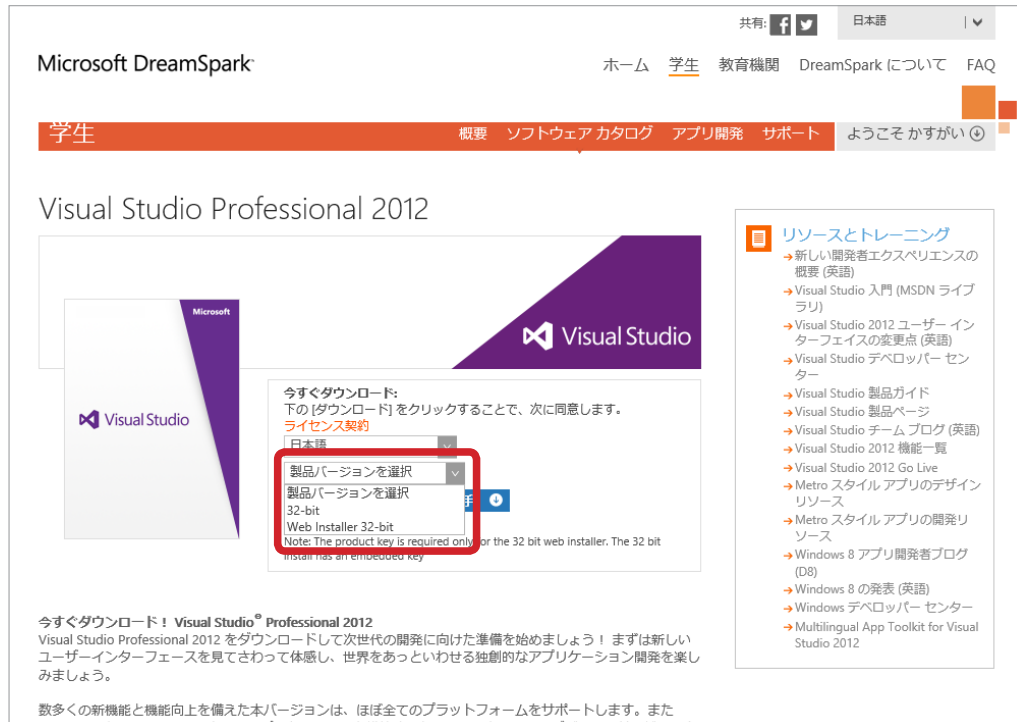 共有:
日本語
Microsoft DreamSpark
ホーム 学生 教育機関 DreamSpark について FAQ
学生
概要 ソフトウェア カタログ アプリ開発 サポート ようこそ かすがい
Visual Studio Professional 2012
Microsoft
Visual Studio
Visual Studio
今すぐダウンロード:
下の [ダウンロード] をクリックすることで、次に同意します。
ライセンス契約
日本語
製品バージョンを選択
製品バージョンを選択
32-bit
Web Installer 32-bit
手
Note: The product key is required only for the 32 bit web installer. The 32 bit
install has an embedded key
リソースとトレーニング
新しい開発者エクスペリエンスの
概要 (英語)
Visual Studio 入門 (MSDN ライブ
ラリ)
Visual Studio 2012 ユーザー イン
ターフェイスの変更点 (英語)
Visual Studio デベロッパー セン
ター
Visual Studio 製品ガイド
Visual Studio 製品ページ
Visual Studio チーム ブログ (英語)
Visual Studio 2012 機能一覧
Visual Studio 2012 Go Live
Metro スタイル アプリのデザイン
リソース
Metro スタイル アプリの開発リ
ソース
Windows 8 アプリ開発者ブログ
(D8)
Windows 8 の発表 (英語)
Windows デベロッパー センター
Multilingual App Toolkit for Visual
Studio 2012
今すぐダウンロード！ Visual Studio® Professional 2012
Visual Studio Professional 2012 をダウンロードして次世代の開発に向けた準備を始めましょう！ まずは新しい
ユーザーインターフェースを見てさわって体感し、世界をあっといわせる独創的なアプリケーション開発を楽し
みましょう。
数多くの新機能と機能向上を備えた本バージョンは、ほぼ全てのプラットフォームをサポートします。また